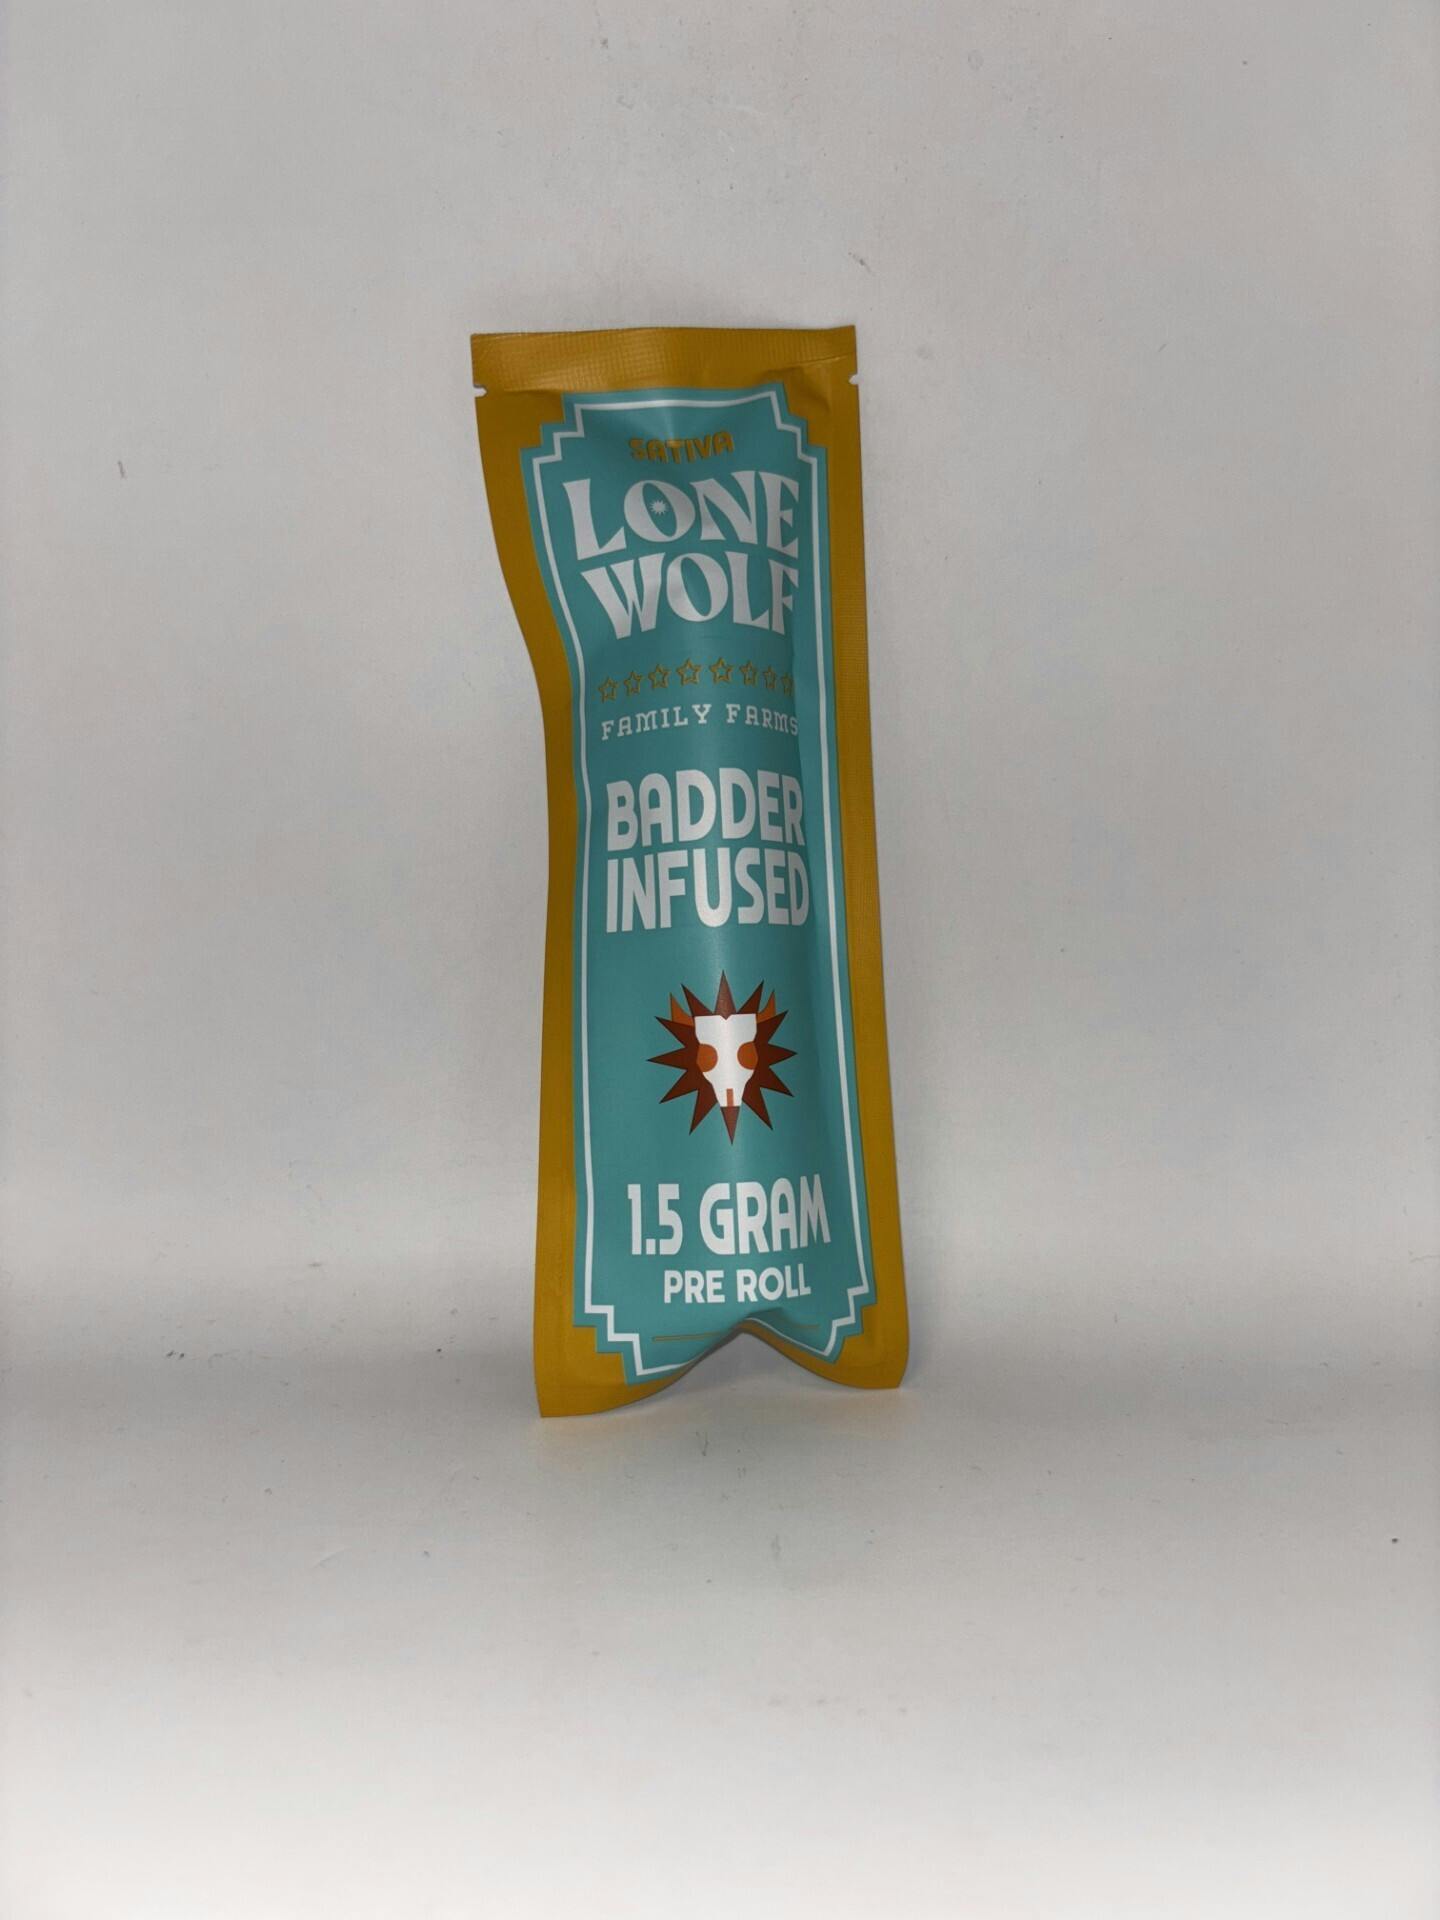 SATIVA
LONE
WOLF
FAMILY FARMS
BADDER
INFUSED
1.5 GRAM
PRE ROLL